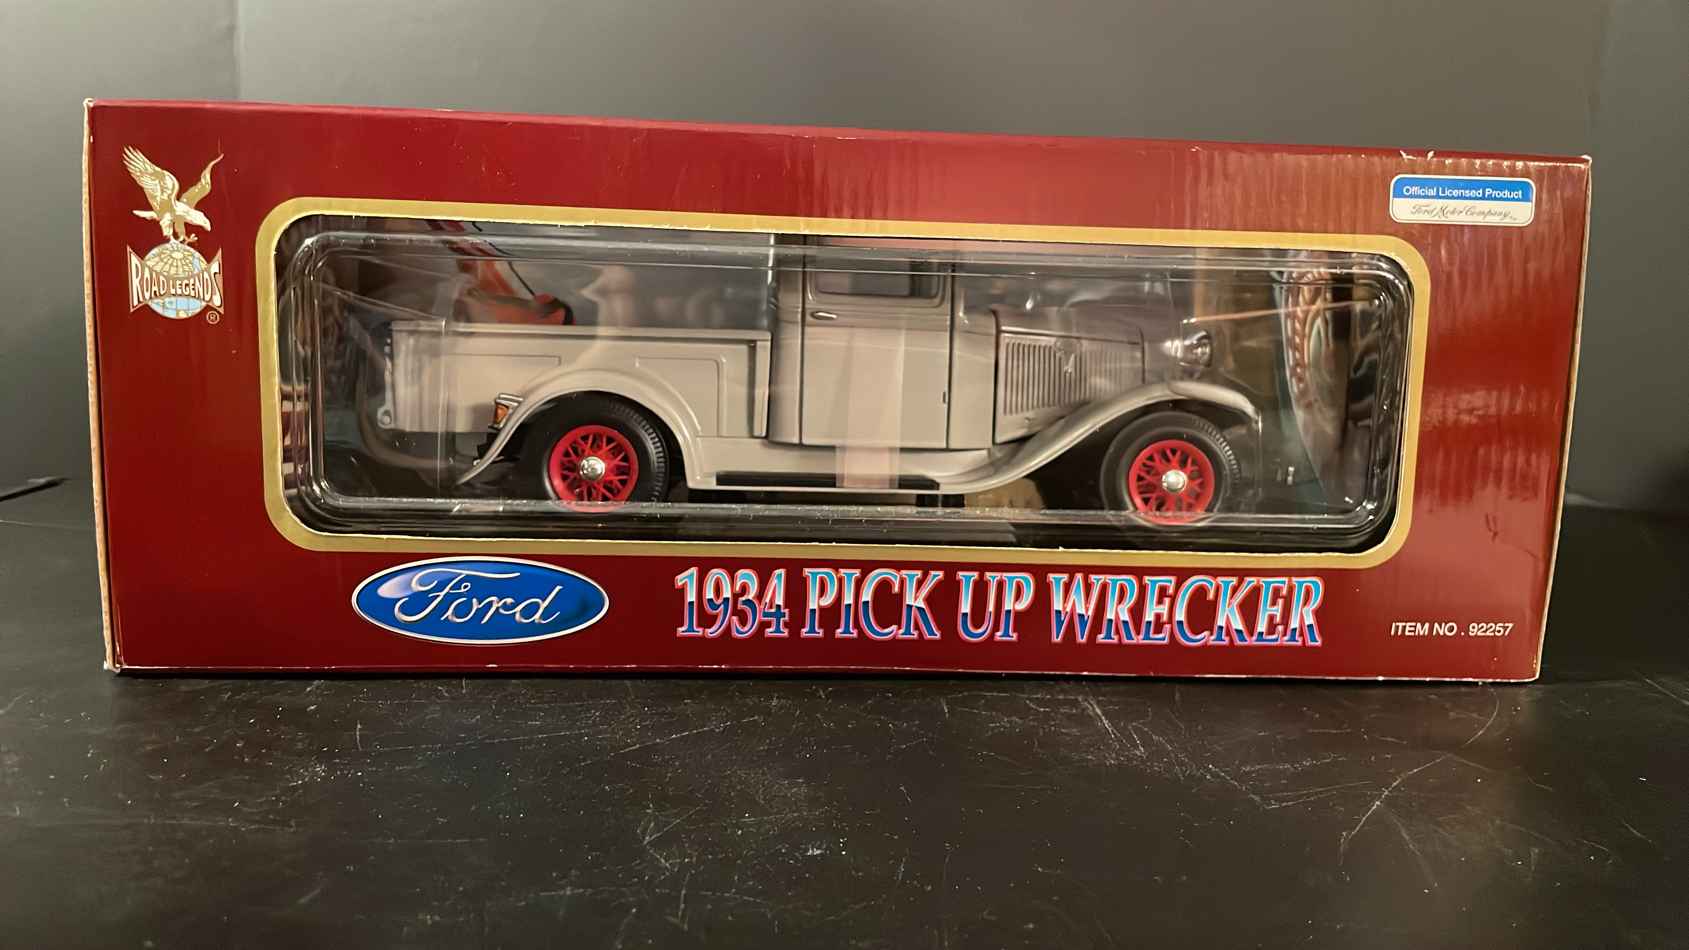 ROAD LEGENDS
®
Official Licensed Product
Ford Motor Company
Ford
1934 PICK UP WRECKER
ITEM NO . 92257